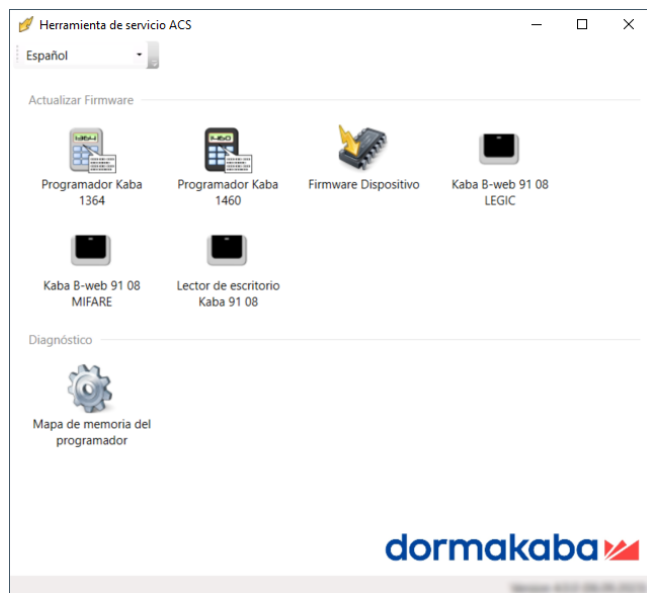 Herramienta de servicio ACS
Español
Actualizar Firmware
Programador Kaba
1364
Programador Kaba
1460
Firmware Dispositivo
Kaba B-web 91 08
LEGIC
Kaba B-web 91 08
MIFARE
Lector de escritorio
Kaba 91 08
Diagnóstico
Mapa de memoria del
programador
dormakaba